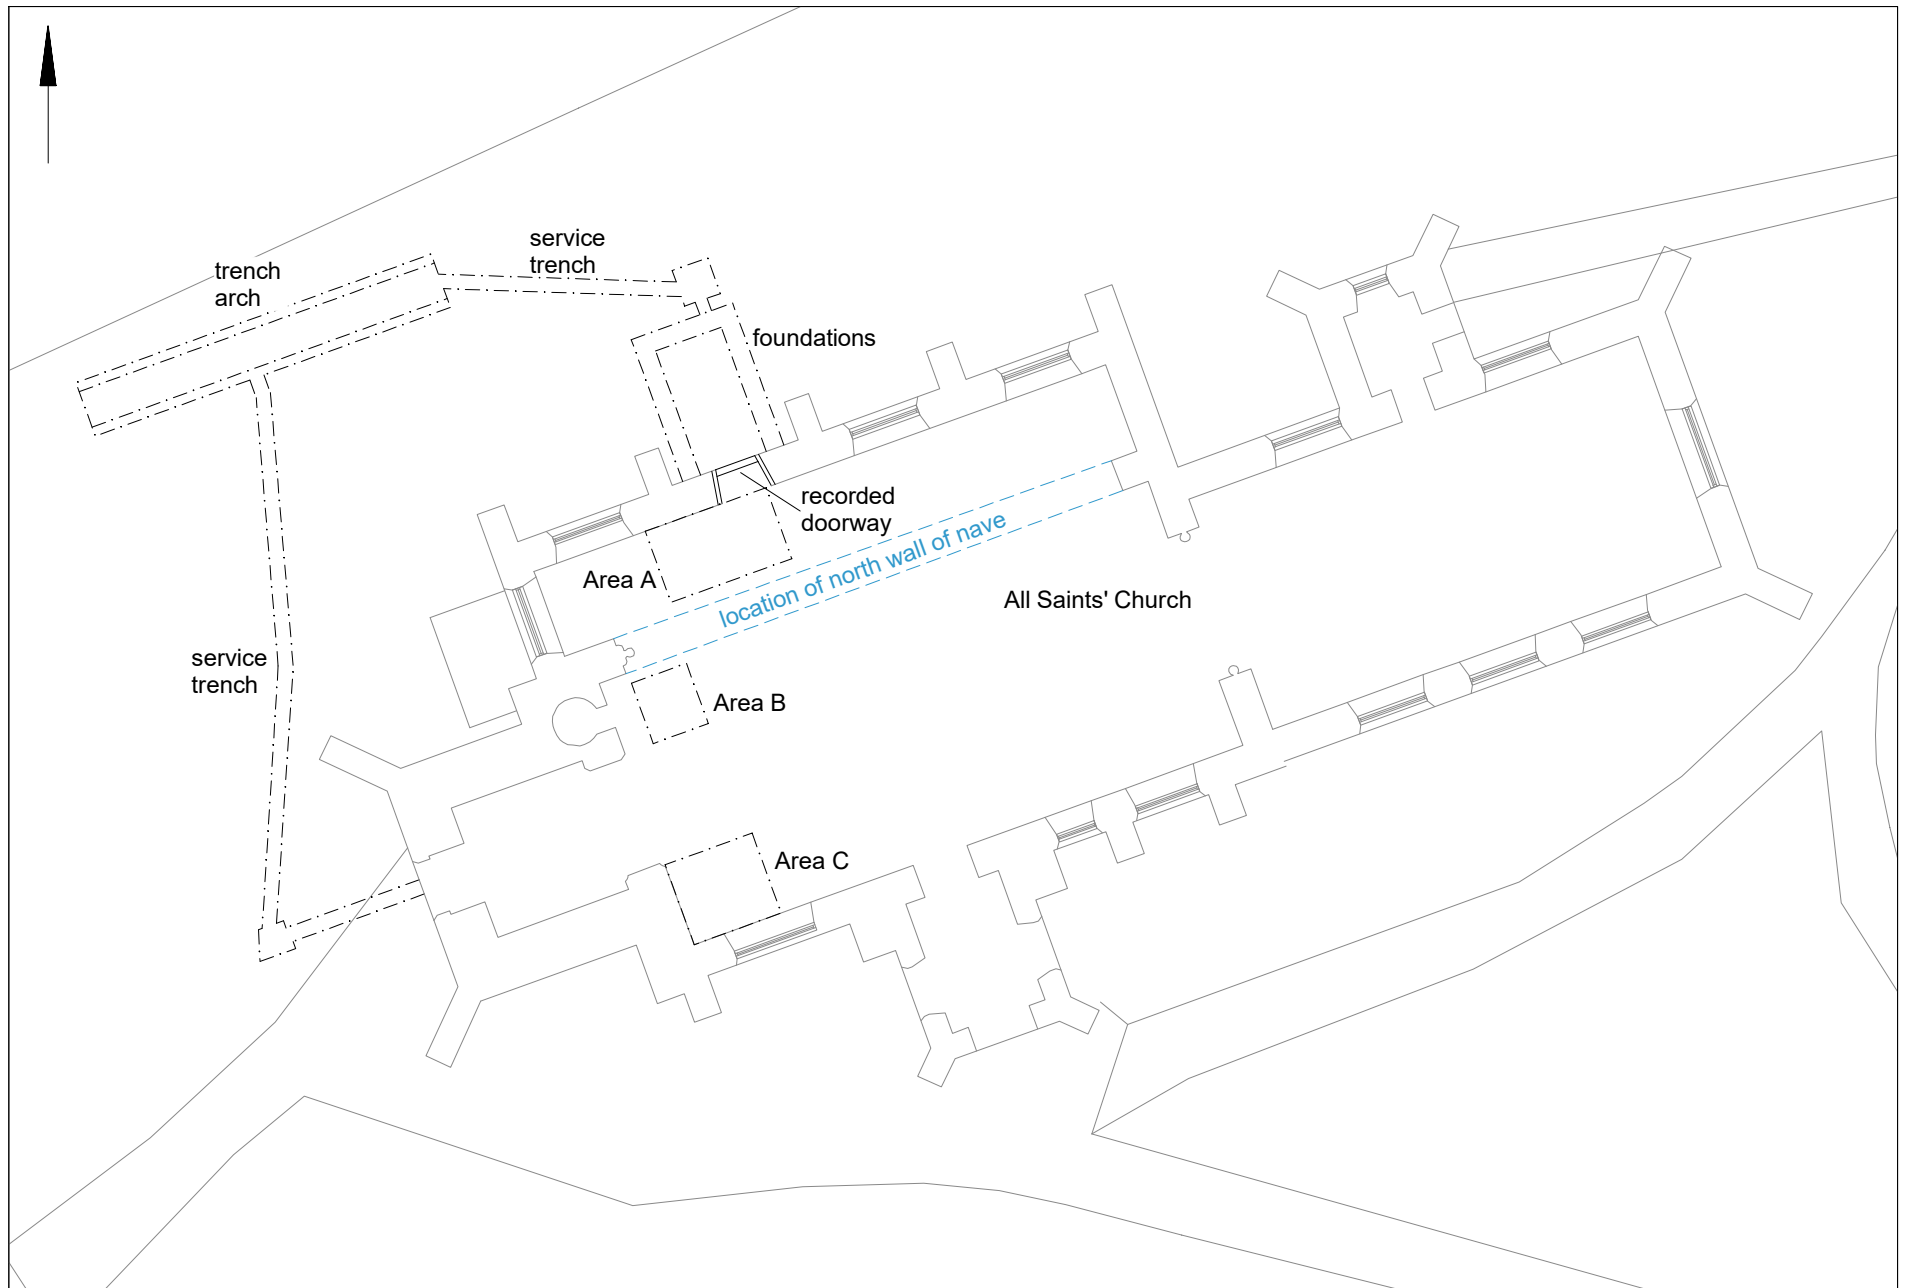 service
trench
trench
arch
foundations
recorded
doorway
location of north wall of nave
Area A
All Saints' Church
service
trench
Area B
Area C